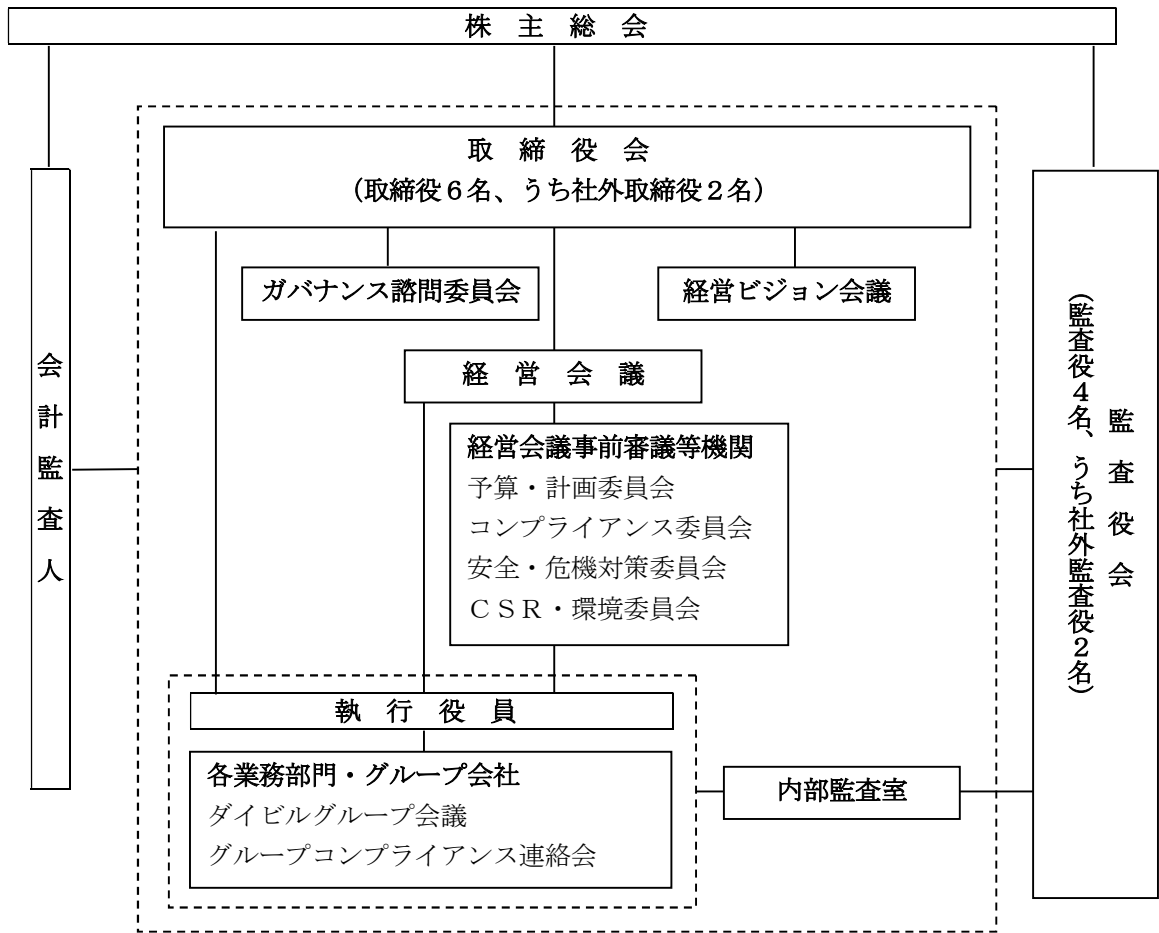 株主総会
取締役会
（取締役６名、うち社外取締役２名）
ガバナンス諮問委員会
経営ビジョン会議
経営会議
経営会議事前審議等機関
予算・計画委員会
コンプライアンス委員会
安全・危機対策委員会
ＣＳＲ・環境委員会
執行役員
各業務部門・グループ会社
ダイビルグループ会議
グループコンプライアンス連絡会
内部監査室
会計監査人
監査役会
（監査役４名、うち社外監査役２名）